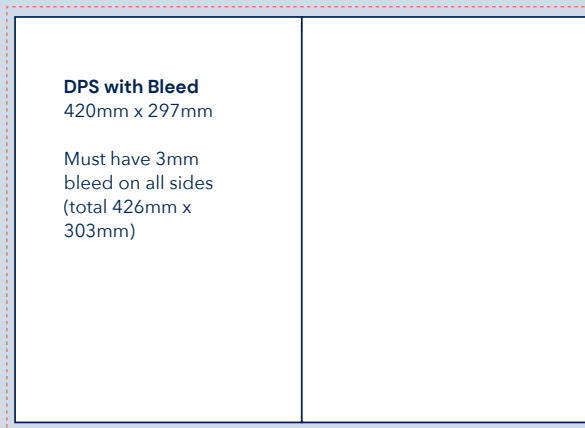 DPS with Bleed
420mm x 297mm
Must have 3mm
bleed on all sides
(total 426mm x
303mm)